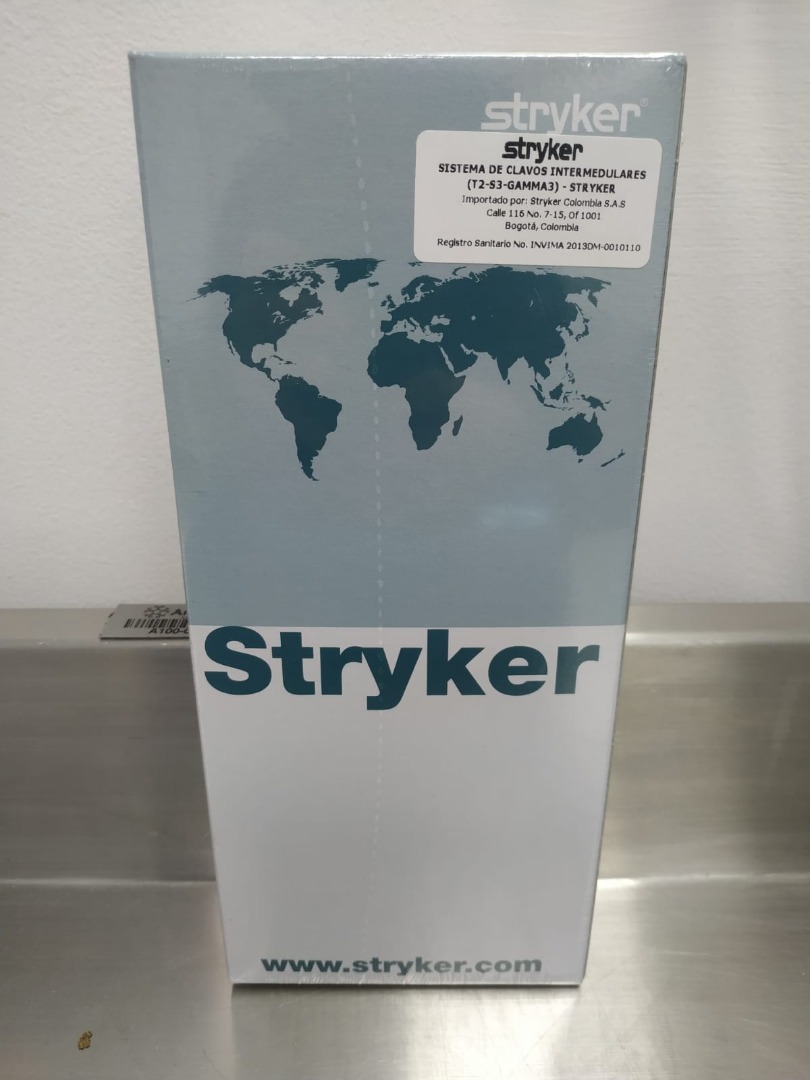 stryker®
stryker
SISTEMA DE CLAVOS INTERMEDULARES
(T2-S3-GAMMA3) - STRYKER
Importado por: Stryker Colombia S.A.S
Calle 116 No. 7-15, Of 1001
Bogotá, Colombia
Registro Sanitario No. INVIMA 2013DM-0010110
A100-
Stryker
www.stryker.com